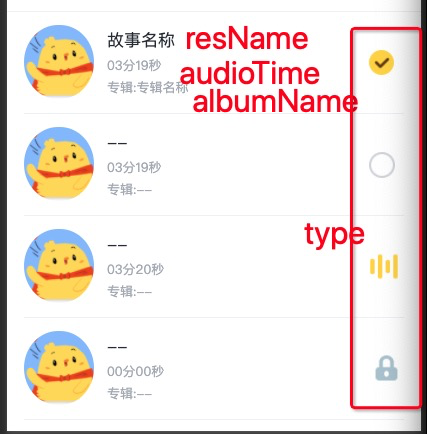 故事名称 resName
03分19秒 audioTime
专辑:专辑名称 albumName
--
03分19秒
专辑:--
type
--
03分20秒
专辑:--
--
00分00秒
专辑:--